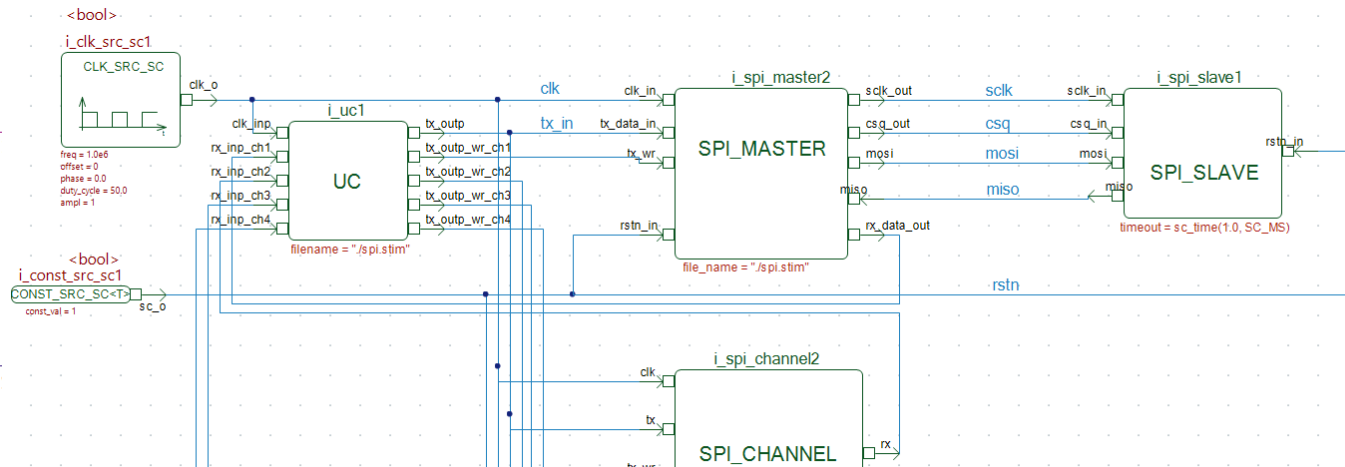 <bool>
i_clk_src_sc1
CLK_SRC_SC
t
clk_o
freq = 1.0e6
offset = 0
phase = 0.0
duty_cycle = 50.0
ampl = 1
i_uc1
clk_inp
rx_inp_ch1
rx_inp_ch2
rx_inp_ch3
rx_inp_ch4
UC
tx_outp
tx_outp_wr_ch1
tx_outp_wr_ch2
tx_outp_wr_ch3
tx_outp_wr_ch4
filename = "./spi.stim"
clk
tx_in
i_spi_master2
clk_in
tx_data_in
tx_wr
rstn_in
SPI_MASTER
sclk_out
csq_out
mosi
miso
rx_data_out
file_name = "./spi.stim"
sclk
csq
mosi
miso
i_spi_slave1
sclk_in
csq_in
mosi
miso
rstn_in
SPI_SLAVE
timeout = sc_time(1.0, SC_MS)
<bool>
i_const_src_sc1
CONST_SRC_SC<T>
sc_o
const_val = 1
rstn
i_spi_channel2
clk
tx
tx_wr
SPI_CHANNEL
rx